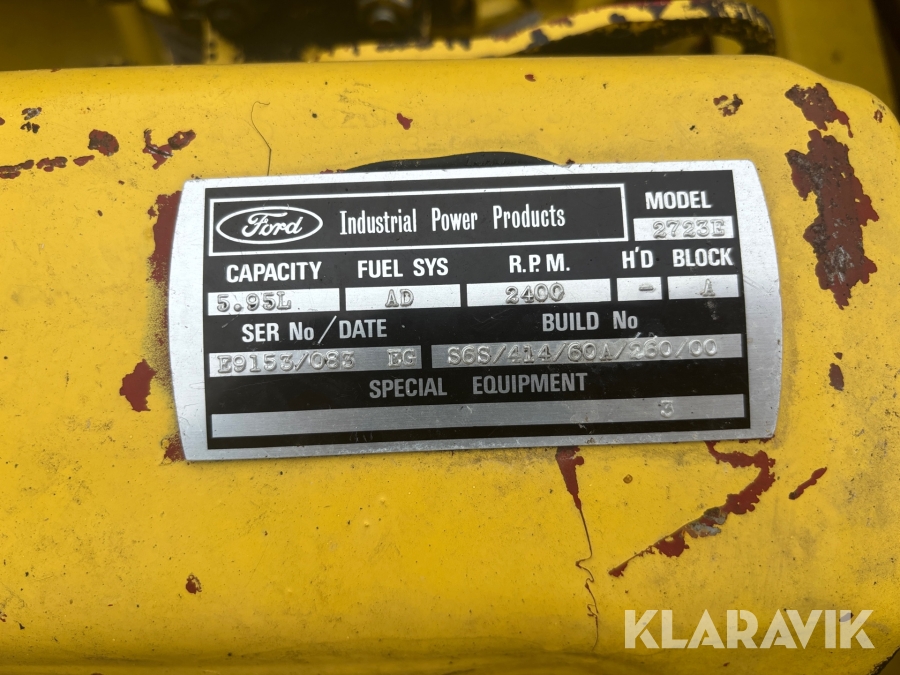 Ford Industrial Power Products MODEL
2723E
CAPACITY FUEL SYS R.P.M. H'D BLOCK
5.95L AD 2400 - A
SER No/DATE BUILD No
E9153/083 EG S6S/414/60A/260/00
SPECIAL EQUIPMENT
3
KLARAVIK